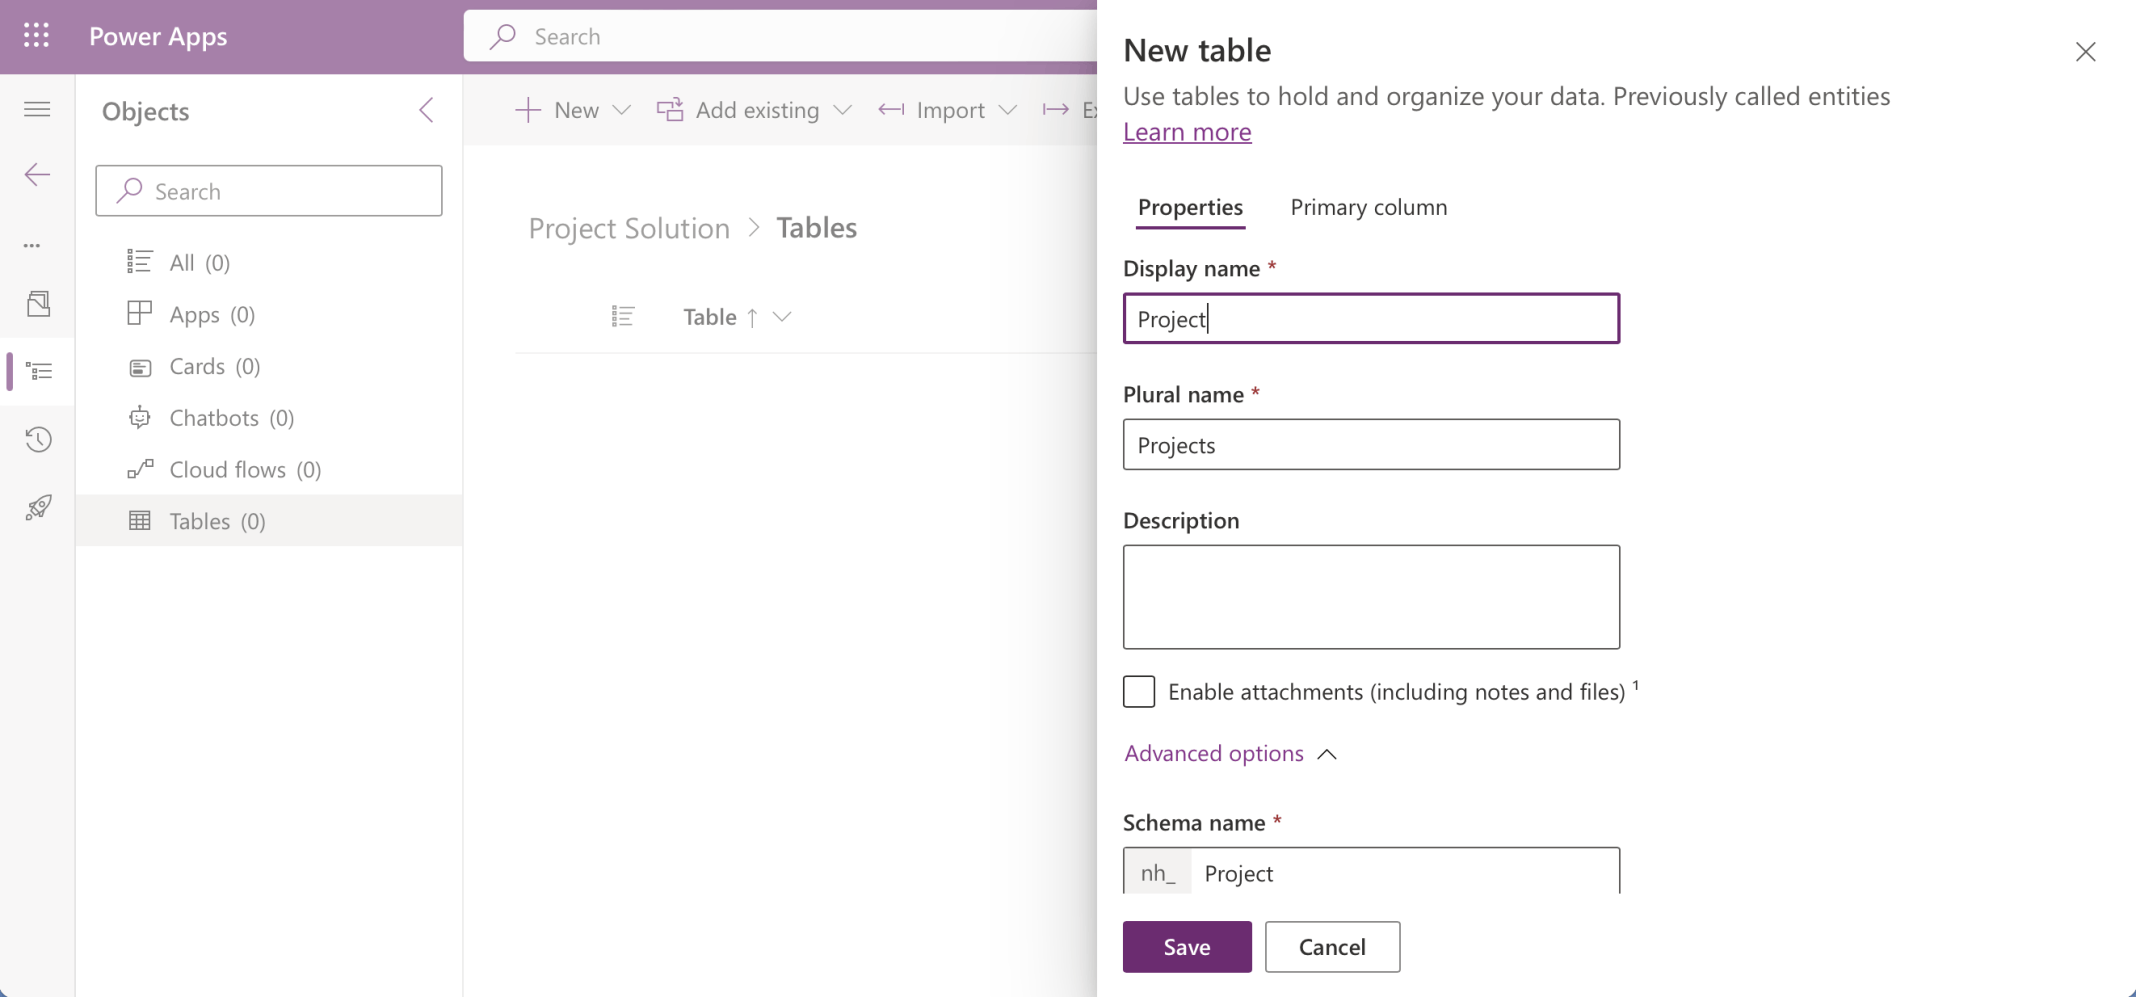 Power Apps
Search
Objects
Search
All (0)
Apps (0)
Cards (0)
Chatbots (0)
Cloud flows (0)
Tables (0)
New
Add existing
Import
Project Solution > Tables
Table ↑
New table
Use tables to hold and organize your data. Previously called entities
Learn more
Properties Primary column
Display name *
Project
Plural name *
Projects
Description
Enable attachments (including notes and files) ¹
Advanced options
Schema name *
nh_ Project
Save Cancel